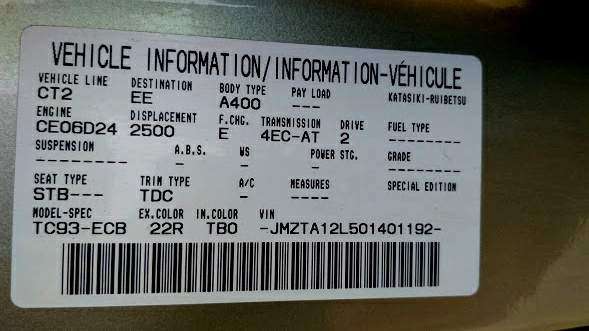 VEHICLE INFORMATION/INFORMATION-VÉHICULE
VEHICLE LINE DESTINATION BODY TYPE PAY LOAD KATASIKI-RUIBETSU
CT2 EE A400 --------
ENGINE DISPLACEMENT F.CHG. TRANSMISSION DRIVE FUEL TYPE
CE06D24 2500 E 4EC-AT 2 --------
SUSPENSION A.B.S. WS POWER STG. GRADE
-------- - - - --------
SEAT TYPE TRIM TYPE A/C MEASURES SPECIAL EDITION
STB--- TDC - --------
MODEL-SPEC EX.COLOR IN.COLOR VIN
TC93-ECB 22R TB0 -JMZTA12L501401192-